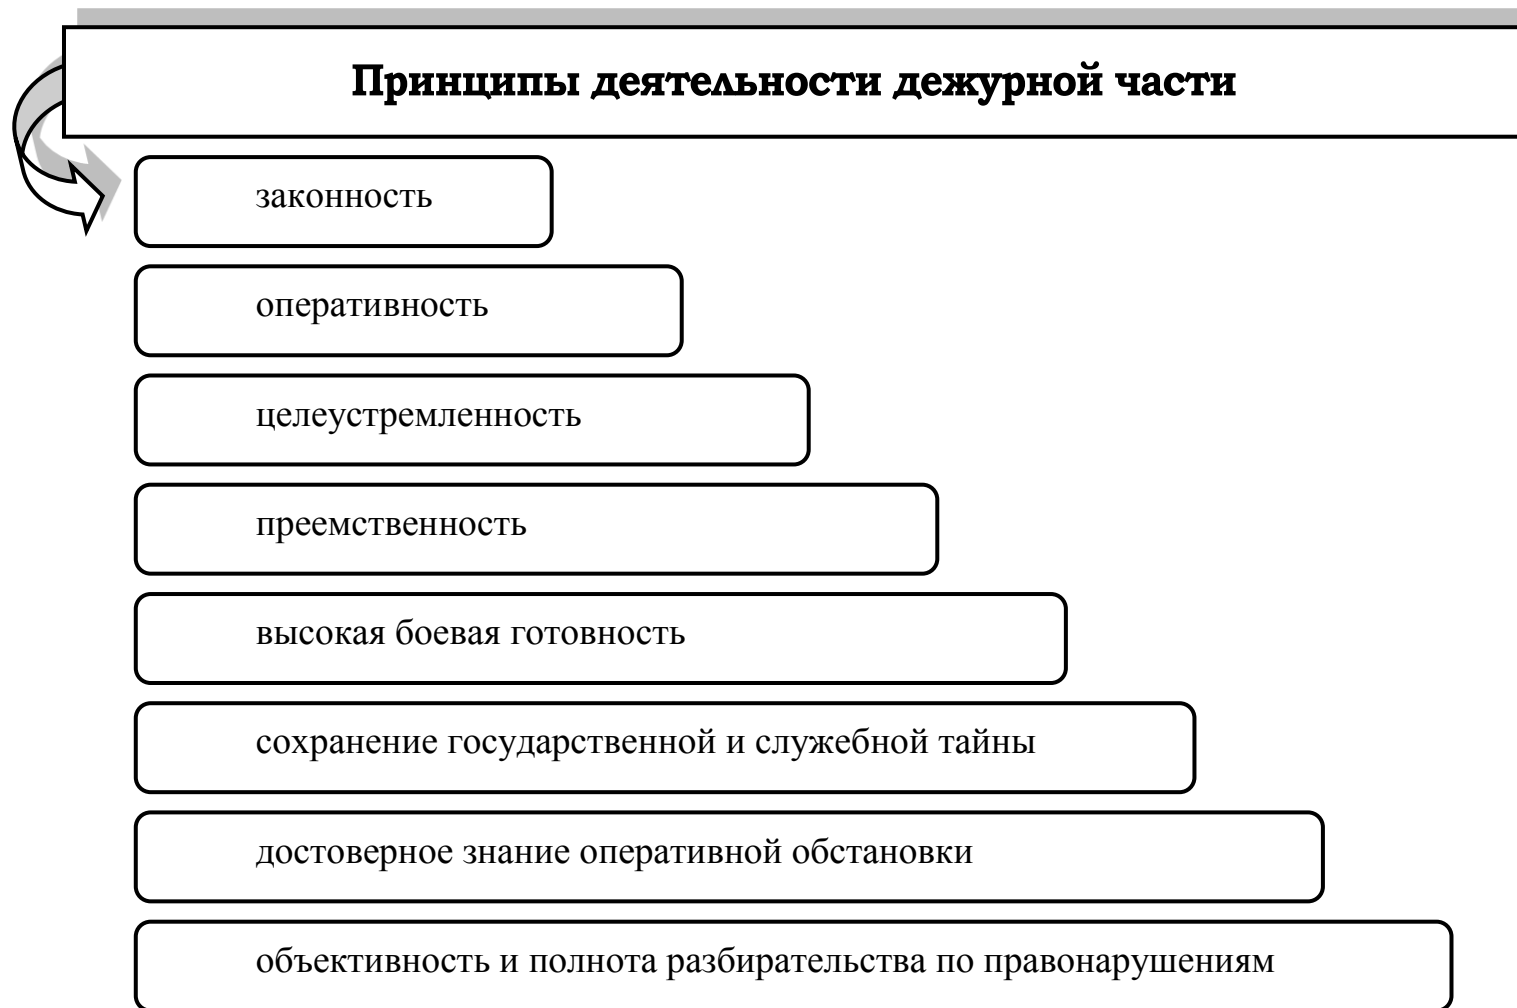 Принципы деятельности дежурной части
законность
оперативность
целеустремленность
преемственность
высокая боевая готовность
сохранение государственной и служебной тайны
достоверное знание оперативной обстановки
объективность и полнота разбирательства по правонарушениям